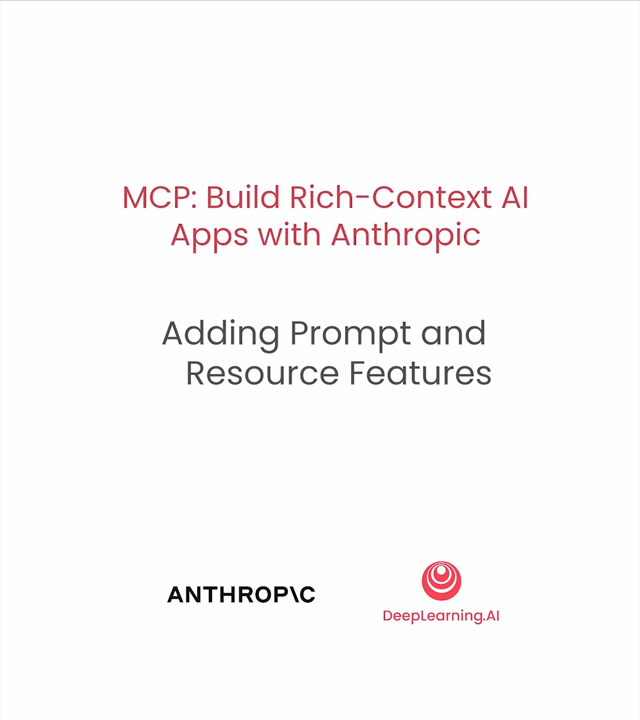 MCP: Build Rich-Context AI
Apps with Anthropic
Adding Prompt and
Resource Features
ANTHROP\C
DeepLearning.AI